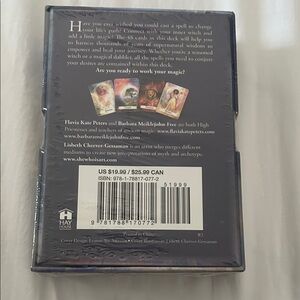 Have you ever wished you could cast a spell to change
your life's path? Connect with your inner witch and
add a little magic! The 48 cards in this deck will help you
to harness thousands of years of supernatural wisdom to
empower and heal your journey. Whether you're a seasoned
witch or a magical dabbler, all the spells you need to conjure
your desires are contained within this deck.
Are you ready to work your magic?
Flavia Kate Peters and Barbara Meiklejohn-Free are both High
Priestesses and teachers of ancient magic. www.flaviakatepeters.com
www.barbarameiklejohnfree.com
Lisbeth Cheever-Gessaman is an artist who merges different
mediums to create new interpretations of myth and archetype.
www.shewhoisart.com
US $19.99 / $25.99 CAN
ISBN: 978-1-78817-077-2
51999
9 781788 170772
HAY
HOUSE
Printed in China